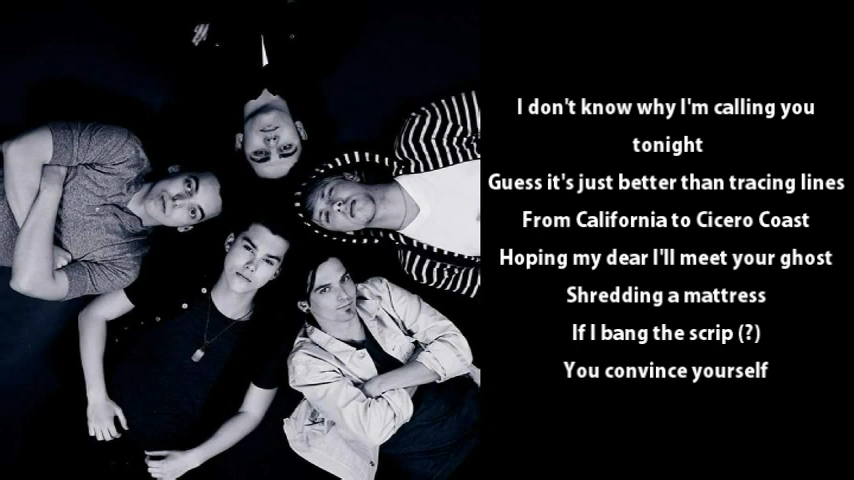 I don't know why I'm calling you
tonight
Guess it's just better than tracing lines
From California to Cicero Coast
Hoping my dear I'll meet your ghost
Shredding a mattress
If I bang the scrip (?)
You convince yourself